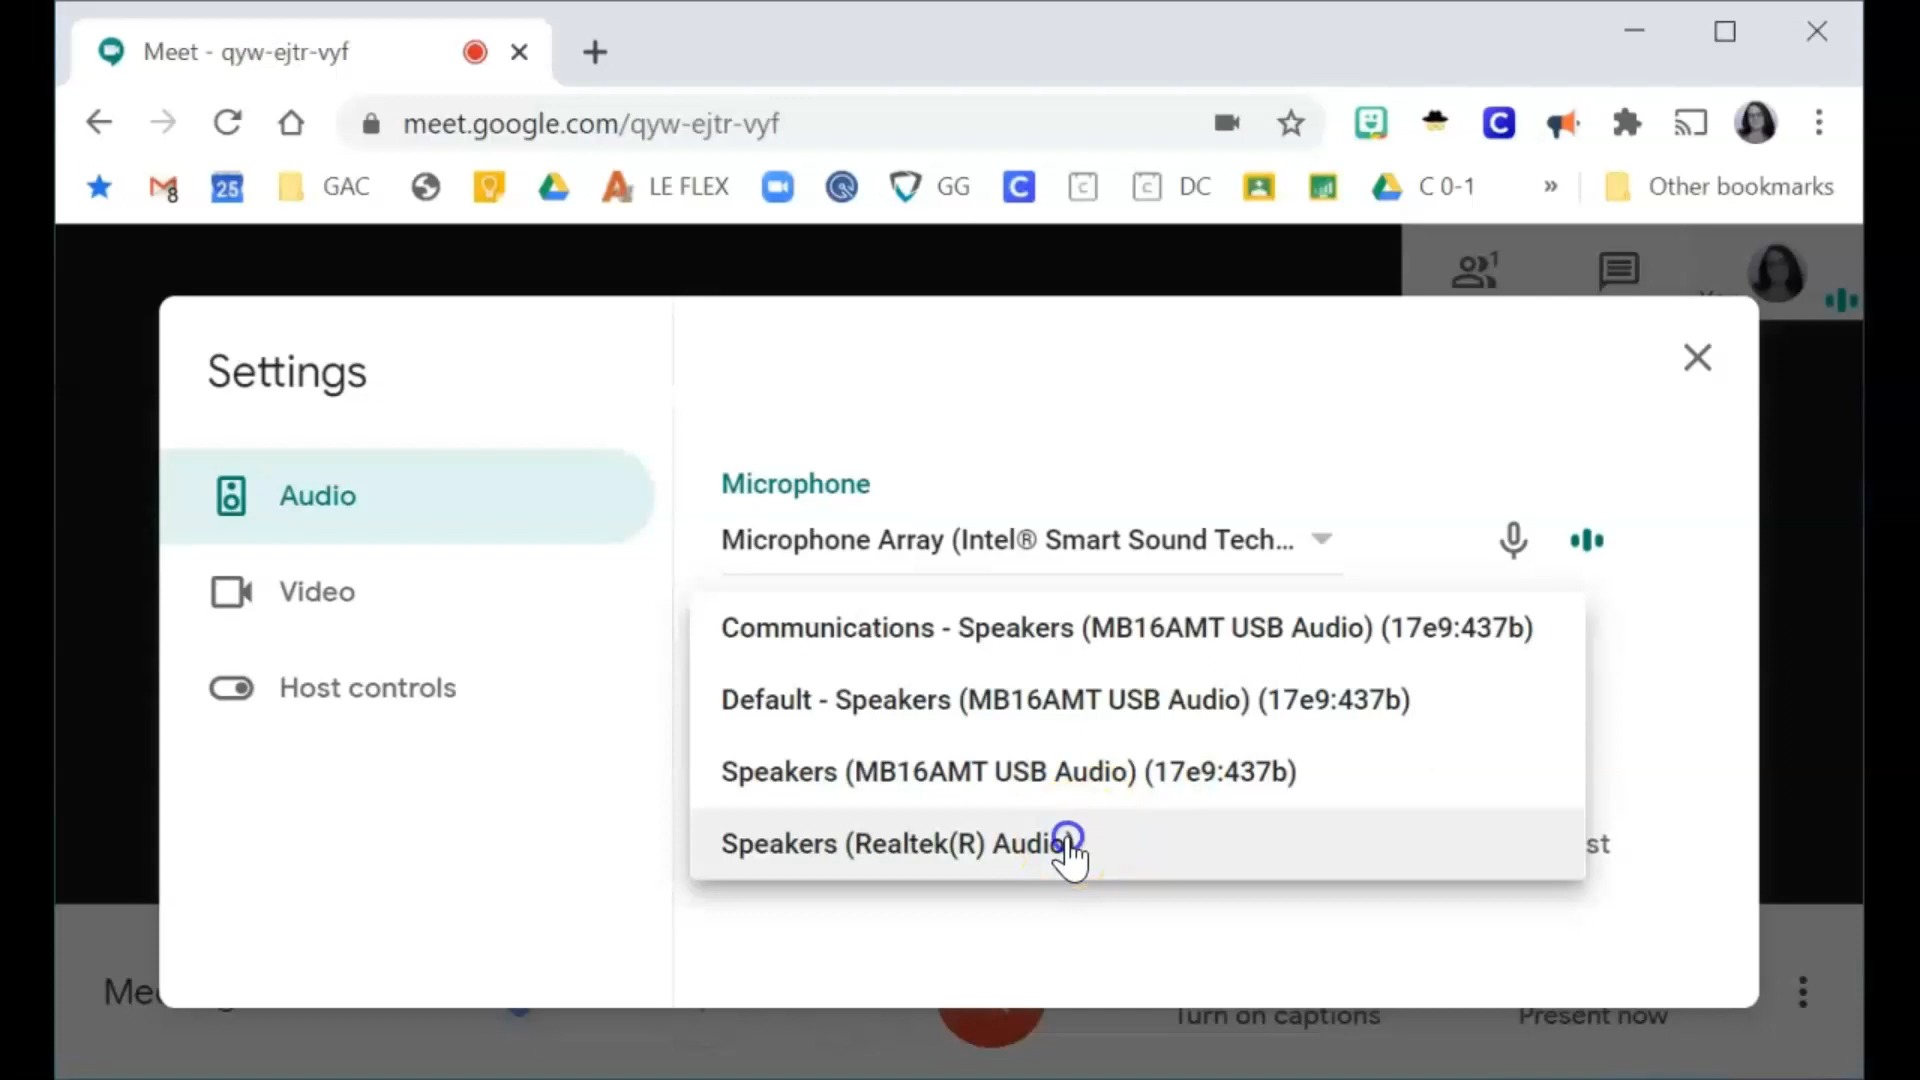 Meet - qyw-ejtr-vyf
meet.google.com/qyw-ejtr-vyf
8
25
GAC
LE FLEX
GG
DC
C 0-1
»
Other bookmarks
1
Settings
Audio
Video
Host controls
Microphone
Microphone Array (Intel® Smart Sound Tech...
Communications - Speakers (MB16AMT USB Audio) (17e9:437b)
Default - Speakers (MB16AMT USB Audio) (17e9:437b)
Speakers (MB16AMT USB Audio) (17e9:437b)
Speakers (Realtek(R) Audio)
st
Turn on captions
Present now